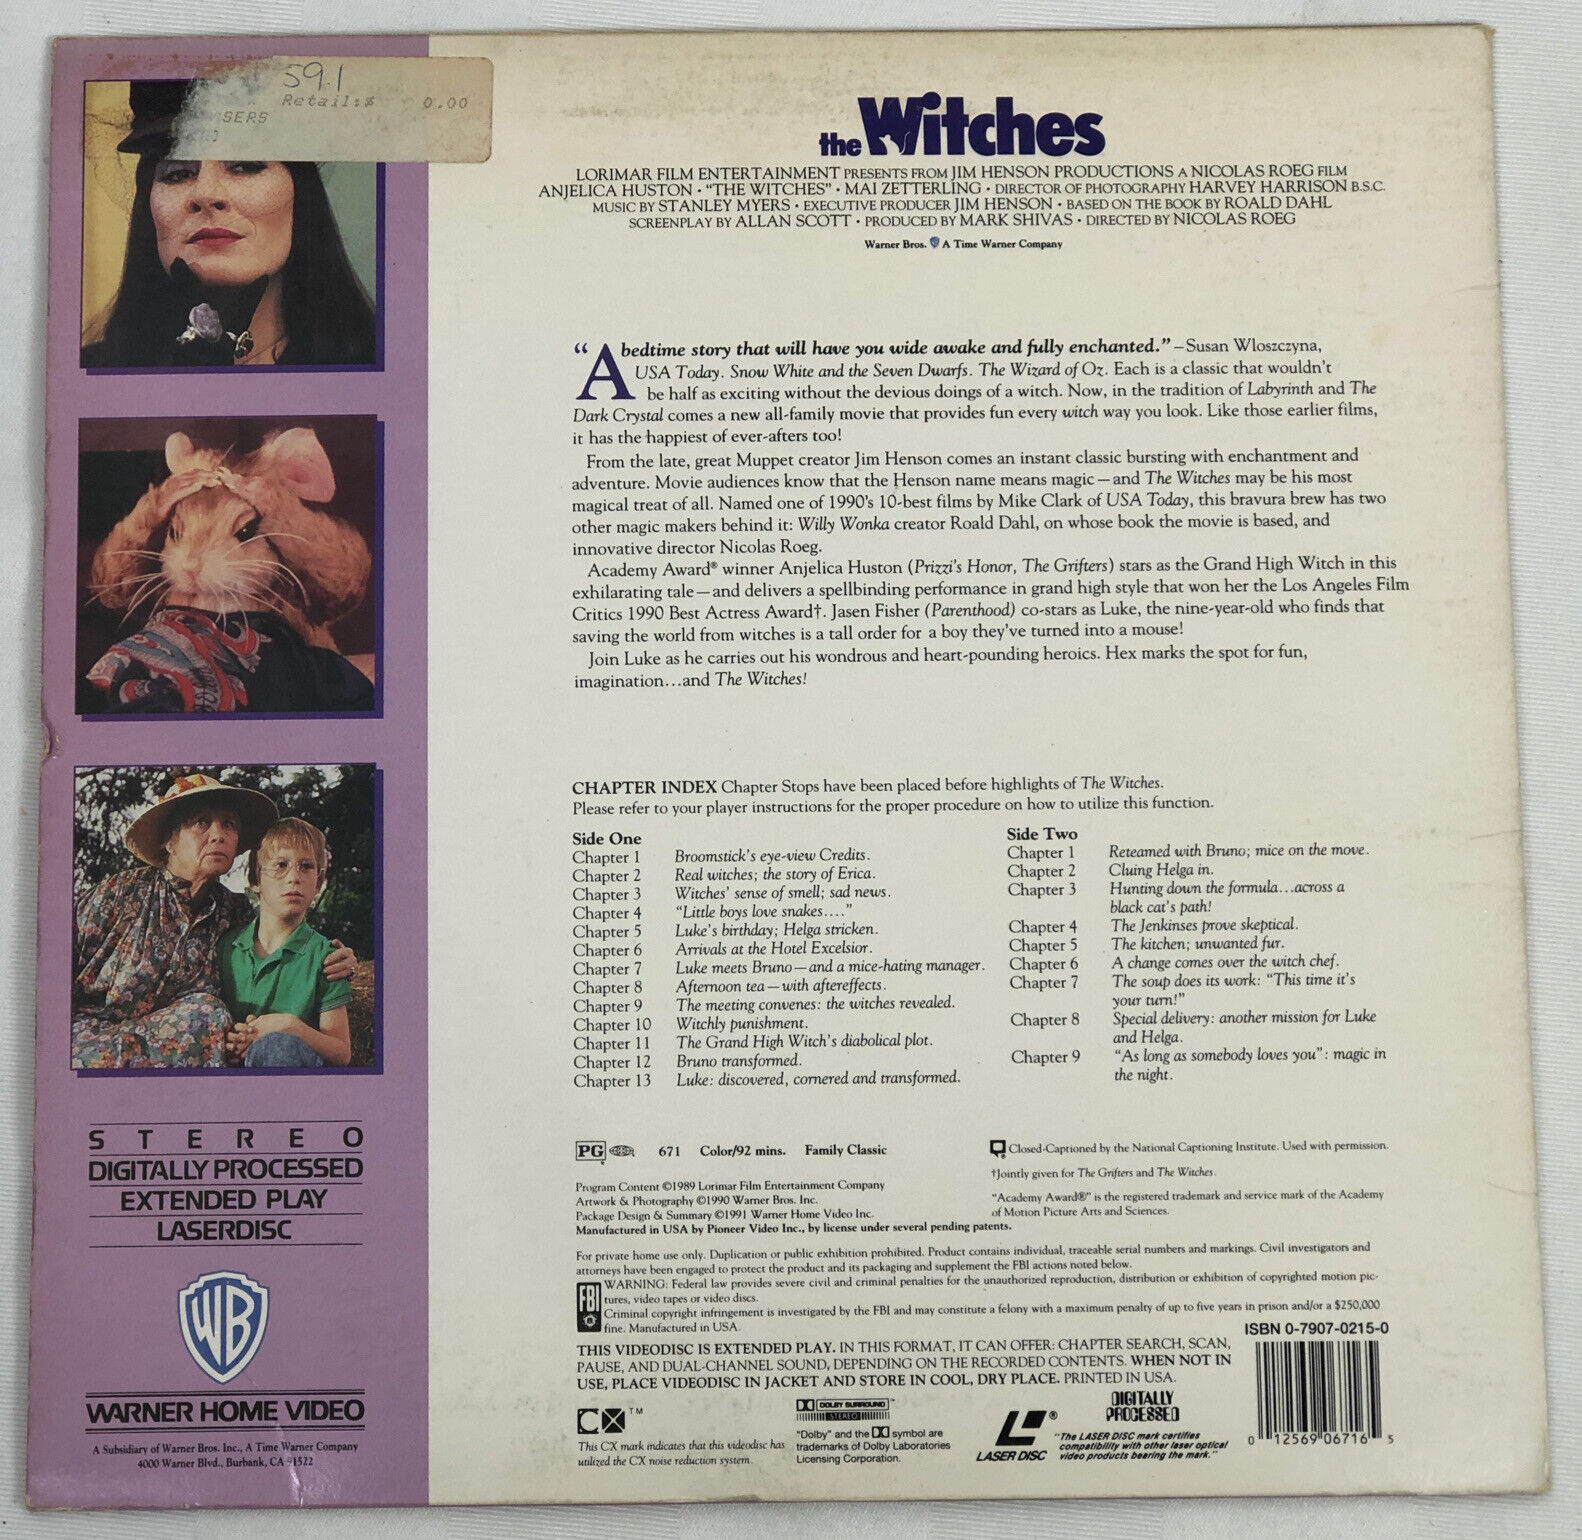 59.1
Retail:$ 0.00
SERS
the Witches
LORIMAR FILM ENTERTAINMENT PRESENTS FROM JIM HENSON PRODUCTIONS A NICOLAS ROEG FILM
ANJELICA HUSTON · "THE WITCHES" · MAI ZETTERLING · DIRECTOR OF PHOTOGRAPHY HARVEY HARRISON B.S.C.
MUSIC BY STANLEY MYERS · EXECUTIVE PRODUCER JIM HENSON · BASED ON THE BOOK BY ROALD DAHL
SCREENPLAY BY ALLAN SCOTT · PRODUCED BY MARK SHIVAS · DIRECTED BY NICOLAS ROEG
Warner Bros. A Time Warner Company
"A bedtime story that will have you wide awake and fully enchanted."—Susan Wloszczyna,
USA Today. Snow White and the Seven Dwarfs. The Wizard of Oz. Each is a classic that wouldn't
be half as exciting without the devious doings of a witch. Now, in the tradition of Labyrinth and The
Dark Crystal comes a new all-family movie that provides fun every witch way you look. Like those earlier films,
it has the happiest of ever-afters too!
From the late, great Muppet creator Jim Henson comes an instant classic bursting with enchantment and
adventure. Movie audiences know that the Henson name means magic—and The Witches may be his most
magical treat of all. Named one of 1990's 10-best films by Mike Clark of USA Today, this bravura brew has two
other magic makers behind it: Willy Wonka creator Roald Dahl, on whose book the movie is based, and
innovative director Nicolas Roeg.
Academy Award® winner Anjelica Huston (Prizzi's Honor, The Grifters) stars as the Grand High Witch in this
exhilarating tale—and delivers a spellbinding performance in grand high style that won her the Los Angeles Film
Critics 1990 Best Actress Award†. Jasen Fisher (Parenthood) co-stars as Luke, the nine-year-old who finds that
saving the world from witches is a tall order for a boy they've turned into a mouse!
Join Luke as he carries out his wondrous and heart-pounding heroics. Hex marks the spot for fun,
imagination...and The Witches!
CHAPTER INDEX Chapter Stops have been placed before highlights of The Witches.
Please refer to your player instructions for the proper procedure on how to utilize this function.
Side One
Chapter 1 Broomstick's eye-view Credits.
Chapter 2 Real witches; the story of Erica.
Chapter 3 Witches' sense of smell; sad news.
Chapter 4 "Little boys love snakes...."
Chapter 5 Luke's birthday; Helga stricken.
Chapter 6 Arrivals at the Hotel Excelsior.
Chapter 7 Luke meets Bruno—and a mice-hating manager.
Chapter 8 Afternoon tea—with aftereffects.
Chapter 9 The meeting convenes: the witches revealed.
Chapter 10 Witchly punishment.
Chapter 11 The Grand High Witch's diabolical plot.
Chapter 12 Bruno transformed.
Chapter 13 Luke: discovered, cornered and transformed.
Side Two
Chapter 1 Reteamed with Bruno; mice on the move.
Chapter 2 Cluing Helga in.
Chapter 3 Hunting down the formula...across a
black cat's path!
Chapter 4 The Jenkinses prove skeptical.
Chapter 5 The kitchen; unwanted fur.
Chapter 6 A change comes over the witch chef.
Chapter 7 The soup does its work: "This time it's
your turn!"
Chapter 8 Special delivery: another mission for Luke
and Helga.
Chapter 9 "As long as somebody loves you": magic in
the night.
PG 671 Color/92 mins. Family Classic
Closed-Captioned by the National Captioning Institute. Used with permission.
†Jointly given for The Grifters and The Witches.
"Academy Award®" is the registered trademark and service mark of the Academy
of Motion Picture Arts and Sciences.
Program Content ©1989 Lorimar Film Entertainment Company
Artwork & Photography ©1990 Warner Bros. Inc.
Package Design & Summary ©1991 Warner Home Video Inc.
Manufactured in USA by Pioneer Video Inc., by license under several pending patents.
For private home use only. Duplication or public exhibition prohibited. Product contains individual, traceable serial numbers and markings. Civil investigators and
attorneys have been engaged to protect the product and its packaging and supplement the FBI actions noted below.
FBI WARNING: Federal law provides severe civil and criminal penalties for the unauthorized reproduction, distribution or exhibition of copyrighted motion pic-
tures, video tapes or video discs.
Criminal copyright infringement is investigated by the FBI and may constitute a felony with a maximum penalty of up to five years in prison and/or a $250,000
fine. Manufactured in USA.
THIS VIDEODISC IS EXTENDED PLAY. IN THIS FORMAT, IT CAN OFFER: CHAPTER SEARCH, SCAN,
PAUSE, AND DUAL-CHANNEL SOUND, DEPENDING ON THE RECORDED CONTENTS. WHEN NOT IN
USE, PLACE VIDEODISC IN JACKET AND STORE IN COOL, DRY PLACE. PRINTED IN USA.
ISBN 0-7907-0215-0
0 12569 06716 5
CX™
This CX mark indicates that this videodisc has
utilized the CX noise reduction system.
DOLBY SURROUND™
STEREO
"Dolby" and the symbol are
trademarks of Dolby Laboratories
Licensing Corporation.
LASER DISC ®
DIGITALLY
PROCESSED
"The LASER DISC mark certifies
compatibility with other laser optical
video products bearing the mark."
STEREO
DIGITALLY PROCESSED
EXTENDED PLAY
LASERDISC
WB
WARNER HOME VIDEO
A Subsidiary of Warner Bros. Inc., A Time Warner Company
4000 Warner Blvd., Burbank, CA 91522